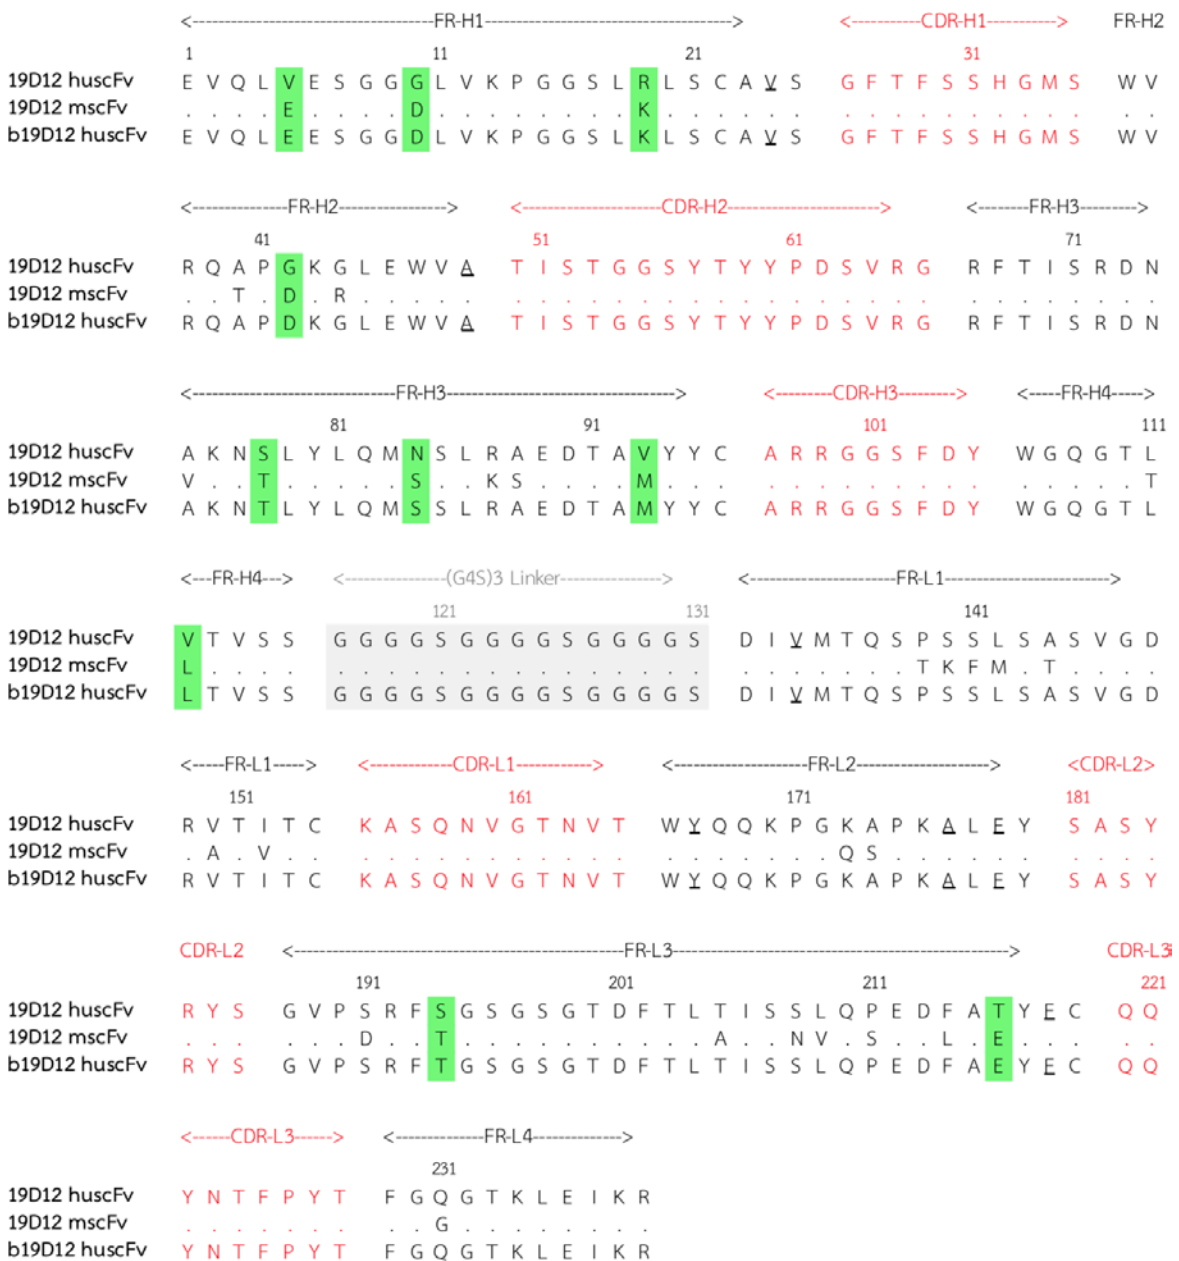 <---------------------------FR-H1---------------------------> <----------CDR-H1----------> FR-H2
1 11 21 31
19D12 huscFv E V Q L V E S G G G L V K P G G S L R L S C A V S G F T F S S H G M S W V
19D12 mscFv . . . . E . . . . D . . . . . . . . K . . . . . . . . . . . . . . . . . .
b19D12 huscFv E V Q L E E S G G D L V K P G G S L K L S C A V S G F T F S S H G M S W V
<---------------FR-H2---------------> <---------------CDR-H2---------------> <--------FR-H3-------->
41 51 61 71
19D12 huscFv R Q A P G K G L E W V A T I S T G G S Y T Y Y P D S V R G R F T I S R D N
19D12 mscFv . . T . D . R . . . . . . . . . . . . . . . . . . . . . . . . . . . . . .
b19D12 huscFv R Q A P D K G L E W V A T I S T G G S Y T Y Y P D S V R G R F T I S R D N
<------------------------FR-H3------------------------> <---------CDR-H3---------> <-----FR-H4----->
81 91 101 111
19D12 huscFv A K N S L Y L Q M N S L R A E D T A V Y Y C A R R G G S F D Y W G Q G T L
19D12 mscFv V . . T . . . . . S . . K S . . . . M . . . . . . . . . . . . . . . . . T
b19D12 huscFv A K N T L Y L Q M S S L R A E D T A M Y Y C A R R G G S F D Y W G Q G T L
<---FR-H4---> <-------------(G4S)3 Linker-------------> <-----------------FR-L1----------------->
121 131 141
19D12 huscFv V T V S S G G G G S G G G G S G G G G S D I V M T Q S P S S L S A S V G D
19D12 mscFv L . . . . . . . . . . . . . . . . . . . . . . . . . . T K F M . T . . . .
b19D12 huscFv L T V S S G G G G S G G G G S G G G G S D I V M T Q S P S S L S A S V G D
<-----FR-L1-----> <------------CDR-L1------------> <----------------FR-L2----------------> <CDR-L2>
151 161 171 181
19D12 huscFv R V T I T C K A S Q N V G T N V T W Y Q Q K P G K A P K A L E Y S A S Y
19D12 mscFv . A . V . . . . . . . . . . . . . . . . . . . . Q S . . . . . . . . . .
b19D12 huscFv R V T I T C K A S Q N V G T N V T W Y Q Q K P G K A P K A L E Y S A S Y
CDR-L2 <--------------------------------------FR-L3--------------------------------------> CDR-L3
191 201 211 221
19D12 huscFv R Y S G V P S R F S G S G S G T D F T L T I S S L Q P E D F A T Y E C Q Q
19D12 mscFv . . . . . . D . . T . . . . . . . . . . A . . N V . S . . L . E . . . . .
b19D12 huscFv R Y S G V P S R F T G S G S G T D F T L T I S S L Q P E D F A E Y E C Q Q
<------CDR-L3------> <-------------FR-L4------------->
231
19D12 huscFv Y N T F P Y T F G Q G T K L E I K R
19D12 mscFv . . . . . . . . . G . . . . . . . .
b19D12 huscFv Y N T F P Y T F G Q G T K L E I K R